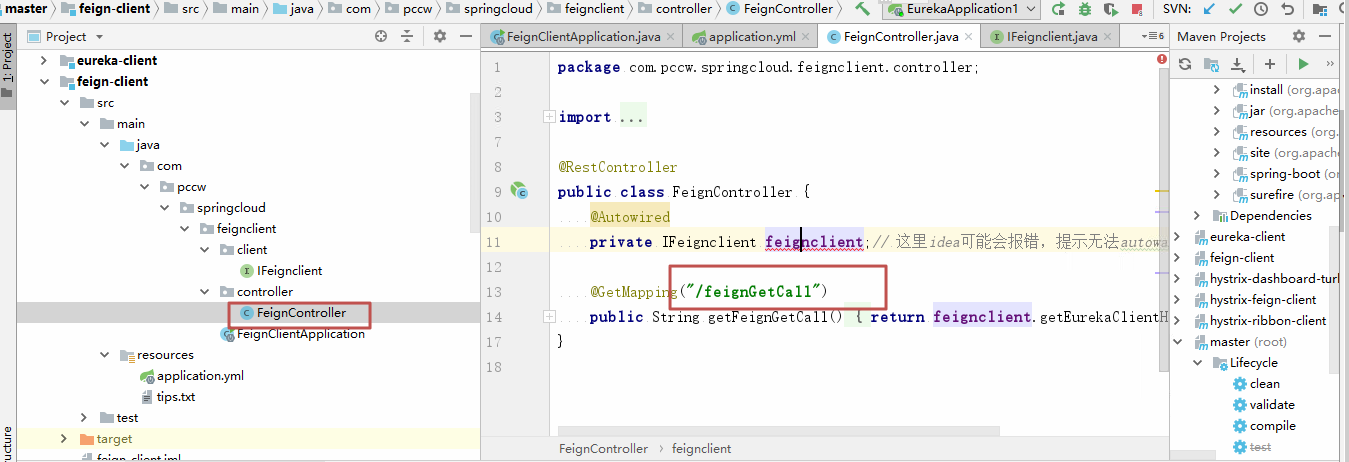 master feign-client src main java com pccw springcloud feignclient controller FeignController EurekaApplication1 SVN:
1: Project
Project
FeignClientApplication.java application.yml FeignController.java IFeignclient.java 6
Maven Projects
eureka-client
feign-client
src
main
java
com
pccw
springcloud
feignclient
client
IFeignclient
controller
FeignController
FeignClientApplication
resources
application.yml
tips.txt
test
target
feign-client.iml
1 package com.pccw.springcloud.feignclient.controller;
2
3 import ...
7
8 @RestController
9 public class FeignController {
10 @Autowired
11 private IFeignclient feignclient;// 这里idea可能会报错，提示无法autowa
12
13 @GetMapping("/feignGetCall")
14 public String getFeignGetCall() { return feignclient.getEurekaClientH
17 }
18
FeignController feignclient
install (org.apac
jar (org.apache
resources (org.
site (org.apache
spring-boot (o
surefire (org.ap
Dependencies
eureka-client
feign-client
hystrix-dashboard-tur
hystrix-feign-client
hystrix-ribbon-client
master (root)
Lifecycle
clean
validate
compile
test
ucture